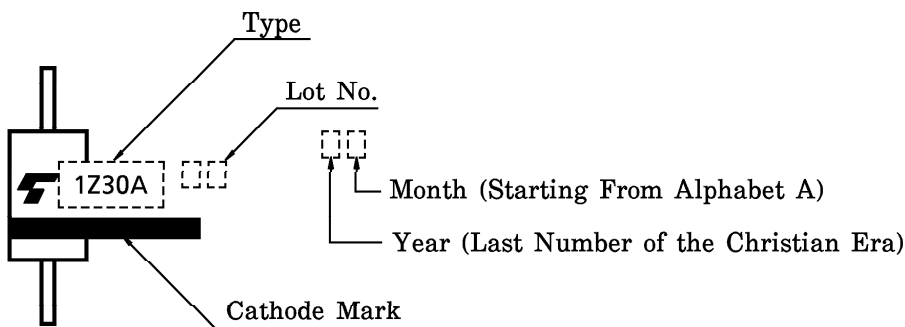 Type
Lot No.
1Z30A
Month (Starting From Alphabet A)
Year (Last Number of the Christian Era)
Cathode Mark